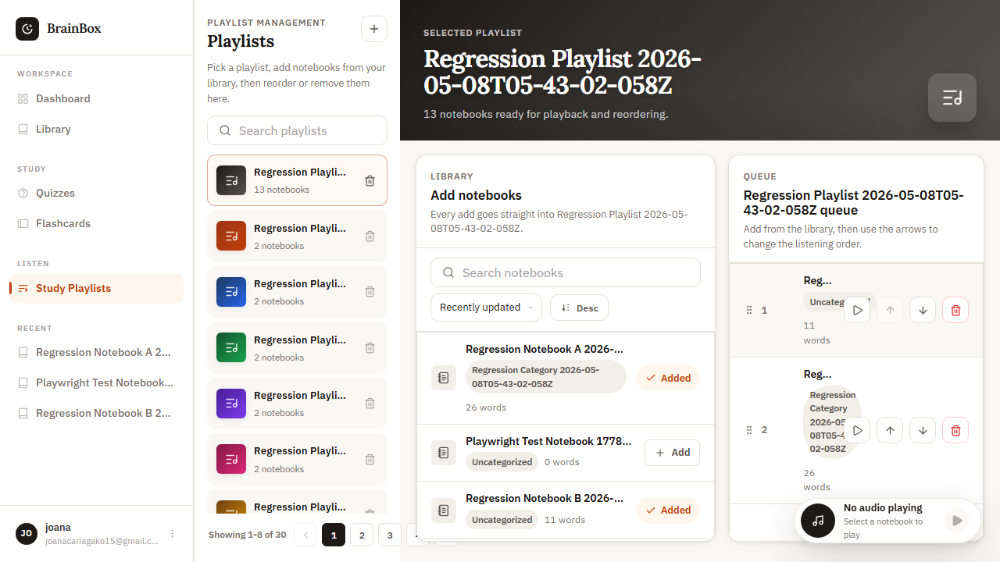 BrainBox
WORKSPACE
Dashboard
Library
STUDY
Quizzes
Flashcards
LISTEN
Study Playlists
RECENT
Regression Notebook A 2...
Playwright Test Notebook...
Regression Notebook B 2...
JO
joana
joanacarlagako15@gmail.c...
PLAYLIST MANAGEMENT
Playlists
Pick a playlist, add notebooks from your
library, then reorder or remove them
here.
Search playlists
Regression Playli...
13 notebooks
Regression Playli...
2 notebooks
Regression Playli...
2 notebooks
Regression Playli...
2 notebooks
Regression Playli...
2 notebooks
Regression Playli...
2 notebooks
Regression Playli...
Showing 1-8 of 30
1
2
3
SELECTED PLAYLIST
Regression Playlist 2026-
05-08T05-43-02-058Z
13 notebooks ready for playback and reordering.
LIBRARY
Add notebooks
Every add goes straight into Regression Playlist 2026-05-
08T05-43-02-058Z.
Search notebooks
Recently updated
Desc
Regression Notebook A 2026-...
Regression Category 2026-05-
08T05-43-02-058Z
26 words
Added
Playwright Test Notebook 1778...
Uncategorized
0 words
Add
Regression Notebook B 2026-...
Uncategorized
11 words
Added
QUEUE
Regression Playlist 2026-05-08T05-
43-02-058Z queue
Add from the library, then use the arrows to
change the listening order.
1
Reg...
11
words
2
Reg...
Regression
Category
2026-05
08T05-4
02-058Z
26
words
No audio playing
Select a notebook to
play